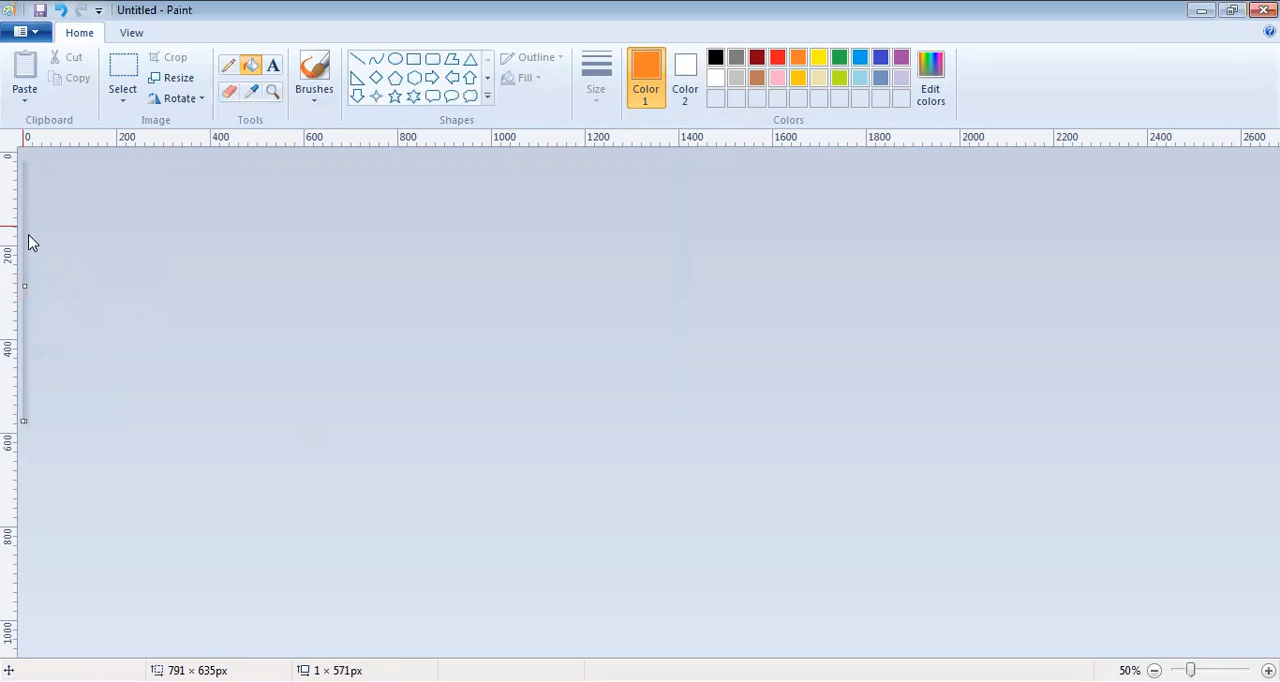 Untitled - Paint
Home View
Paste
Cut
Copy
Clipboard
Select
Crop
Resize
Rotate
Image
A
Tools
Brushes
Outline
Fill
Shapes
Size
Color 1
Color 2
Edit colors
Colors
0 200 400 600 800 1000 1200 1400 1600 1800 2000 2200 2400 2600
0
200
400
600
800
1000
791 × 635px
1 × 571px
50%